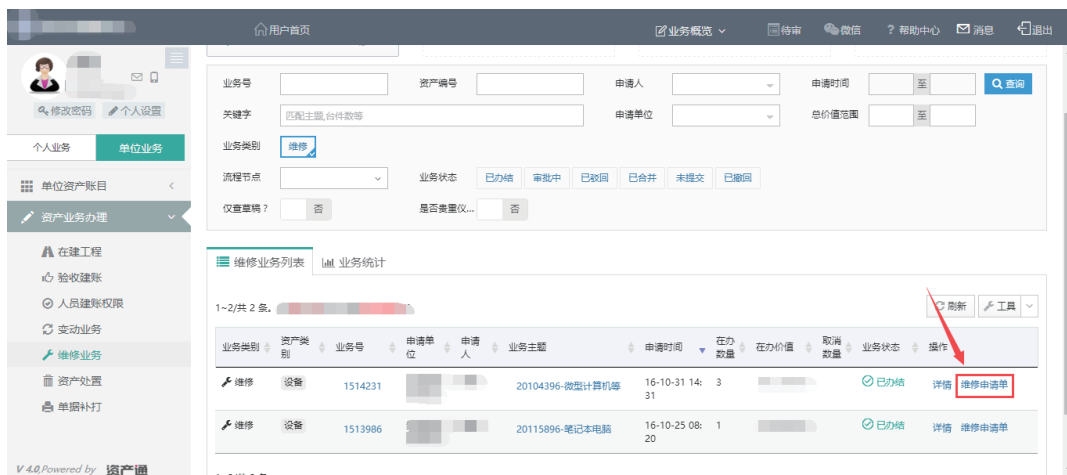 用户首页 业务概览 待审 微信 ? 帮助中心 消息 退出
修改密码 个人设置
个人业务 单位业务
单位资产账目
资产业务办理
在建工程
验收建账
人员建账权限
变动业务
维修业务
资产处置
单据补打
V 4.0,Powered by 资产通
业务号 资产编号 申请人 申请时间 至 查询
关键字 匹配主题,台件数等 申请单位 总价值范围 至
业务类别 维修
流程节点 业务状态 已办结 审批中 已驳回 已合并 未提交 已撤回
仅查草稿？ 否 是否贵重仪... 否
维修业务列表 业务统计
1~2/共 2 条。 刷新 工具
业务类别 资产类别 业务号 申请单位 申请人 业务主题 申请时间 在办数量 在办价值 取消数量 业务状态 操作
维修 设备 1514231 20104396-微型计算机等 16-10-31 14:31 3 已办结 详情 维修申请单
维修 设备 1513986 20115896-笔记本电脑 16-10-25 08:20 1 已办结 详情 维修申请单